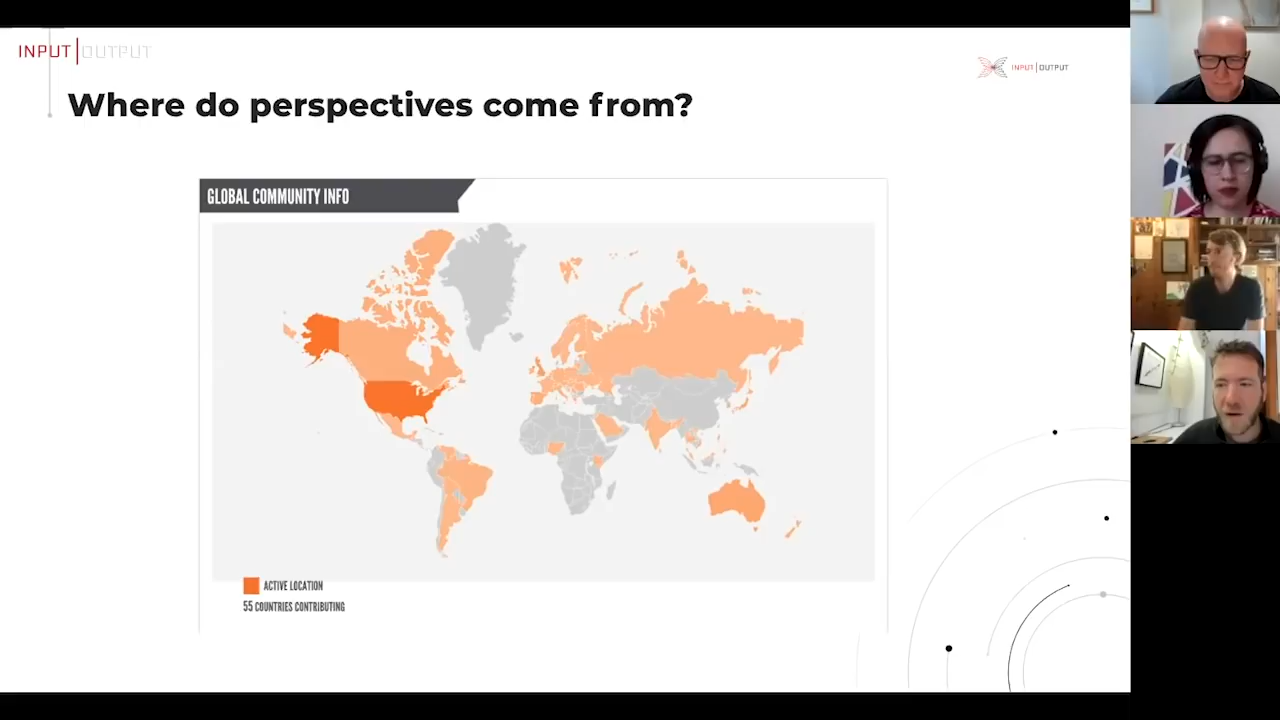 INPUT|OUTPUT
INPUT|OUTPUT
Where do perspectives come from?
GLOBAL COMMUNITY INFO
ACTIVE LOCATION
55 COUNTRIES CONTRIBUTING